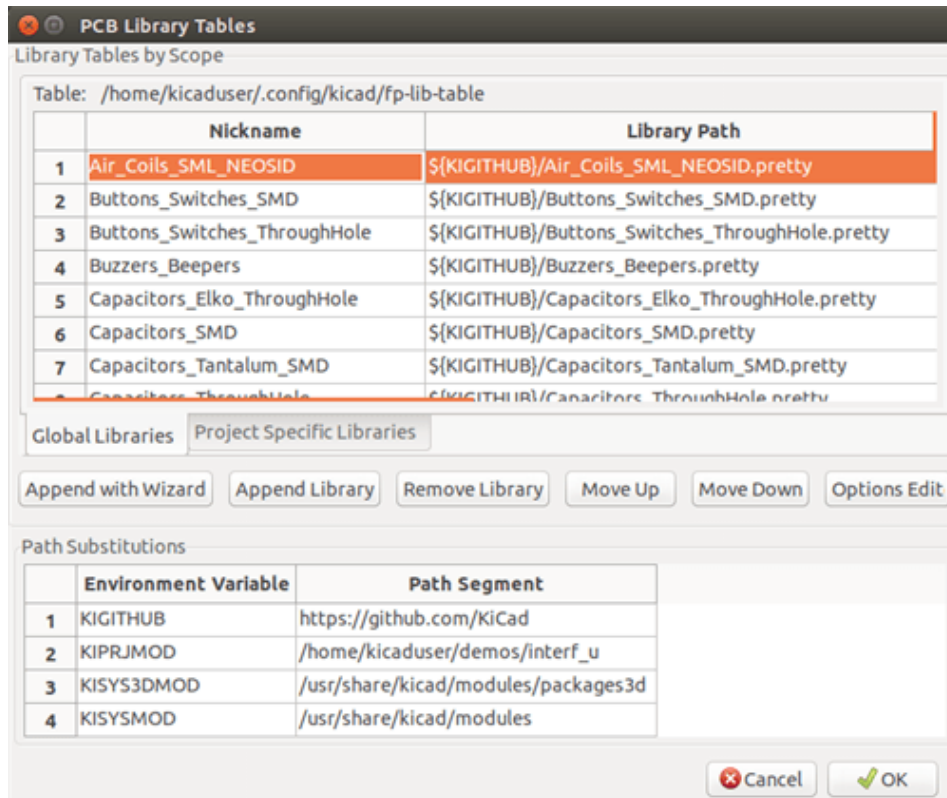 PCB Library Tables
Library Tables by Scope
Table: /home/kicaduser/.config/kicad/fp-lib-table
Nickname Library Path
1 Air_Coils_SML_NEOSID ${KIGITHUB}/Air_Coils_SML_NEOSID.pretty
2 Buttons_Switches_SMD ${KIGITHUB}/Buttons_Switches_SMD.pretty
3 Buttons_Switches_ThroughHole ${KIGITHUB}/Buttons_Switches_ThroughHole.pretty
4 Buzzers_Beepers ${KIGITHUB}/Buzzers_Beepers.pretty
5 Capacitors_Elko_ThroughHole ${KIGITHUB}/Capacitors_Elko_ThroughHole.pretty
6 Capacitors_SMD ${KIGITHUB}/Capacitors_SMD.pretty
7 Capacitors_Tantalum_SMD ${KIGITHUB}/Capacitors_Tantalum_SMD.pretty
Capacitors_ThroughHole ${KIGITHUB}/Capacitors_ThroughHole.pretty
Global Libraries Project Specific Libraries
Append with Wizard Append Library Remove Library Move Up Move Down Options Edit
Path Substitutions
Environment Variable Path Segment
1 KIGITHUB https://github.com/KiCad
2 KIPRJMOD /home/kicaduser/demos/interf_u
3 KISYS3DMOD /usr/share/kicad/modules/packages3d
4 KISYSMOD /usr/share/kicad/modules
Cancel OK